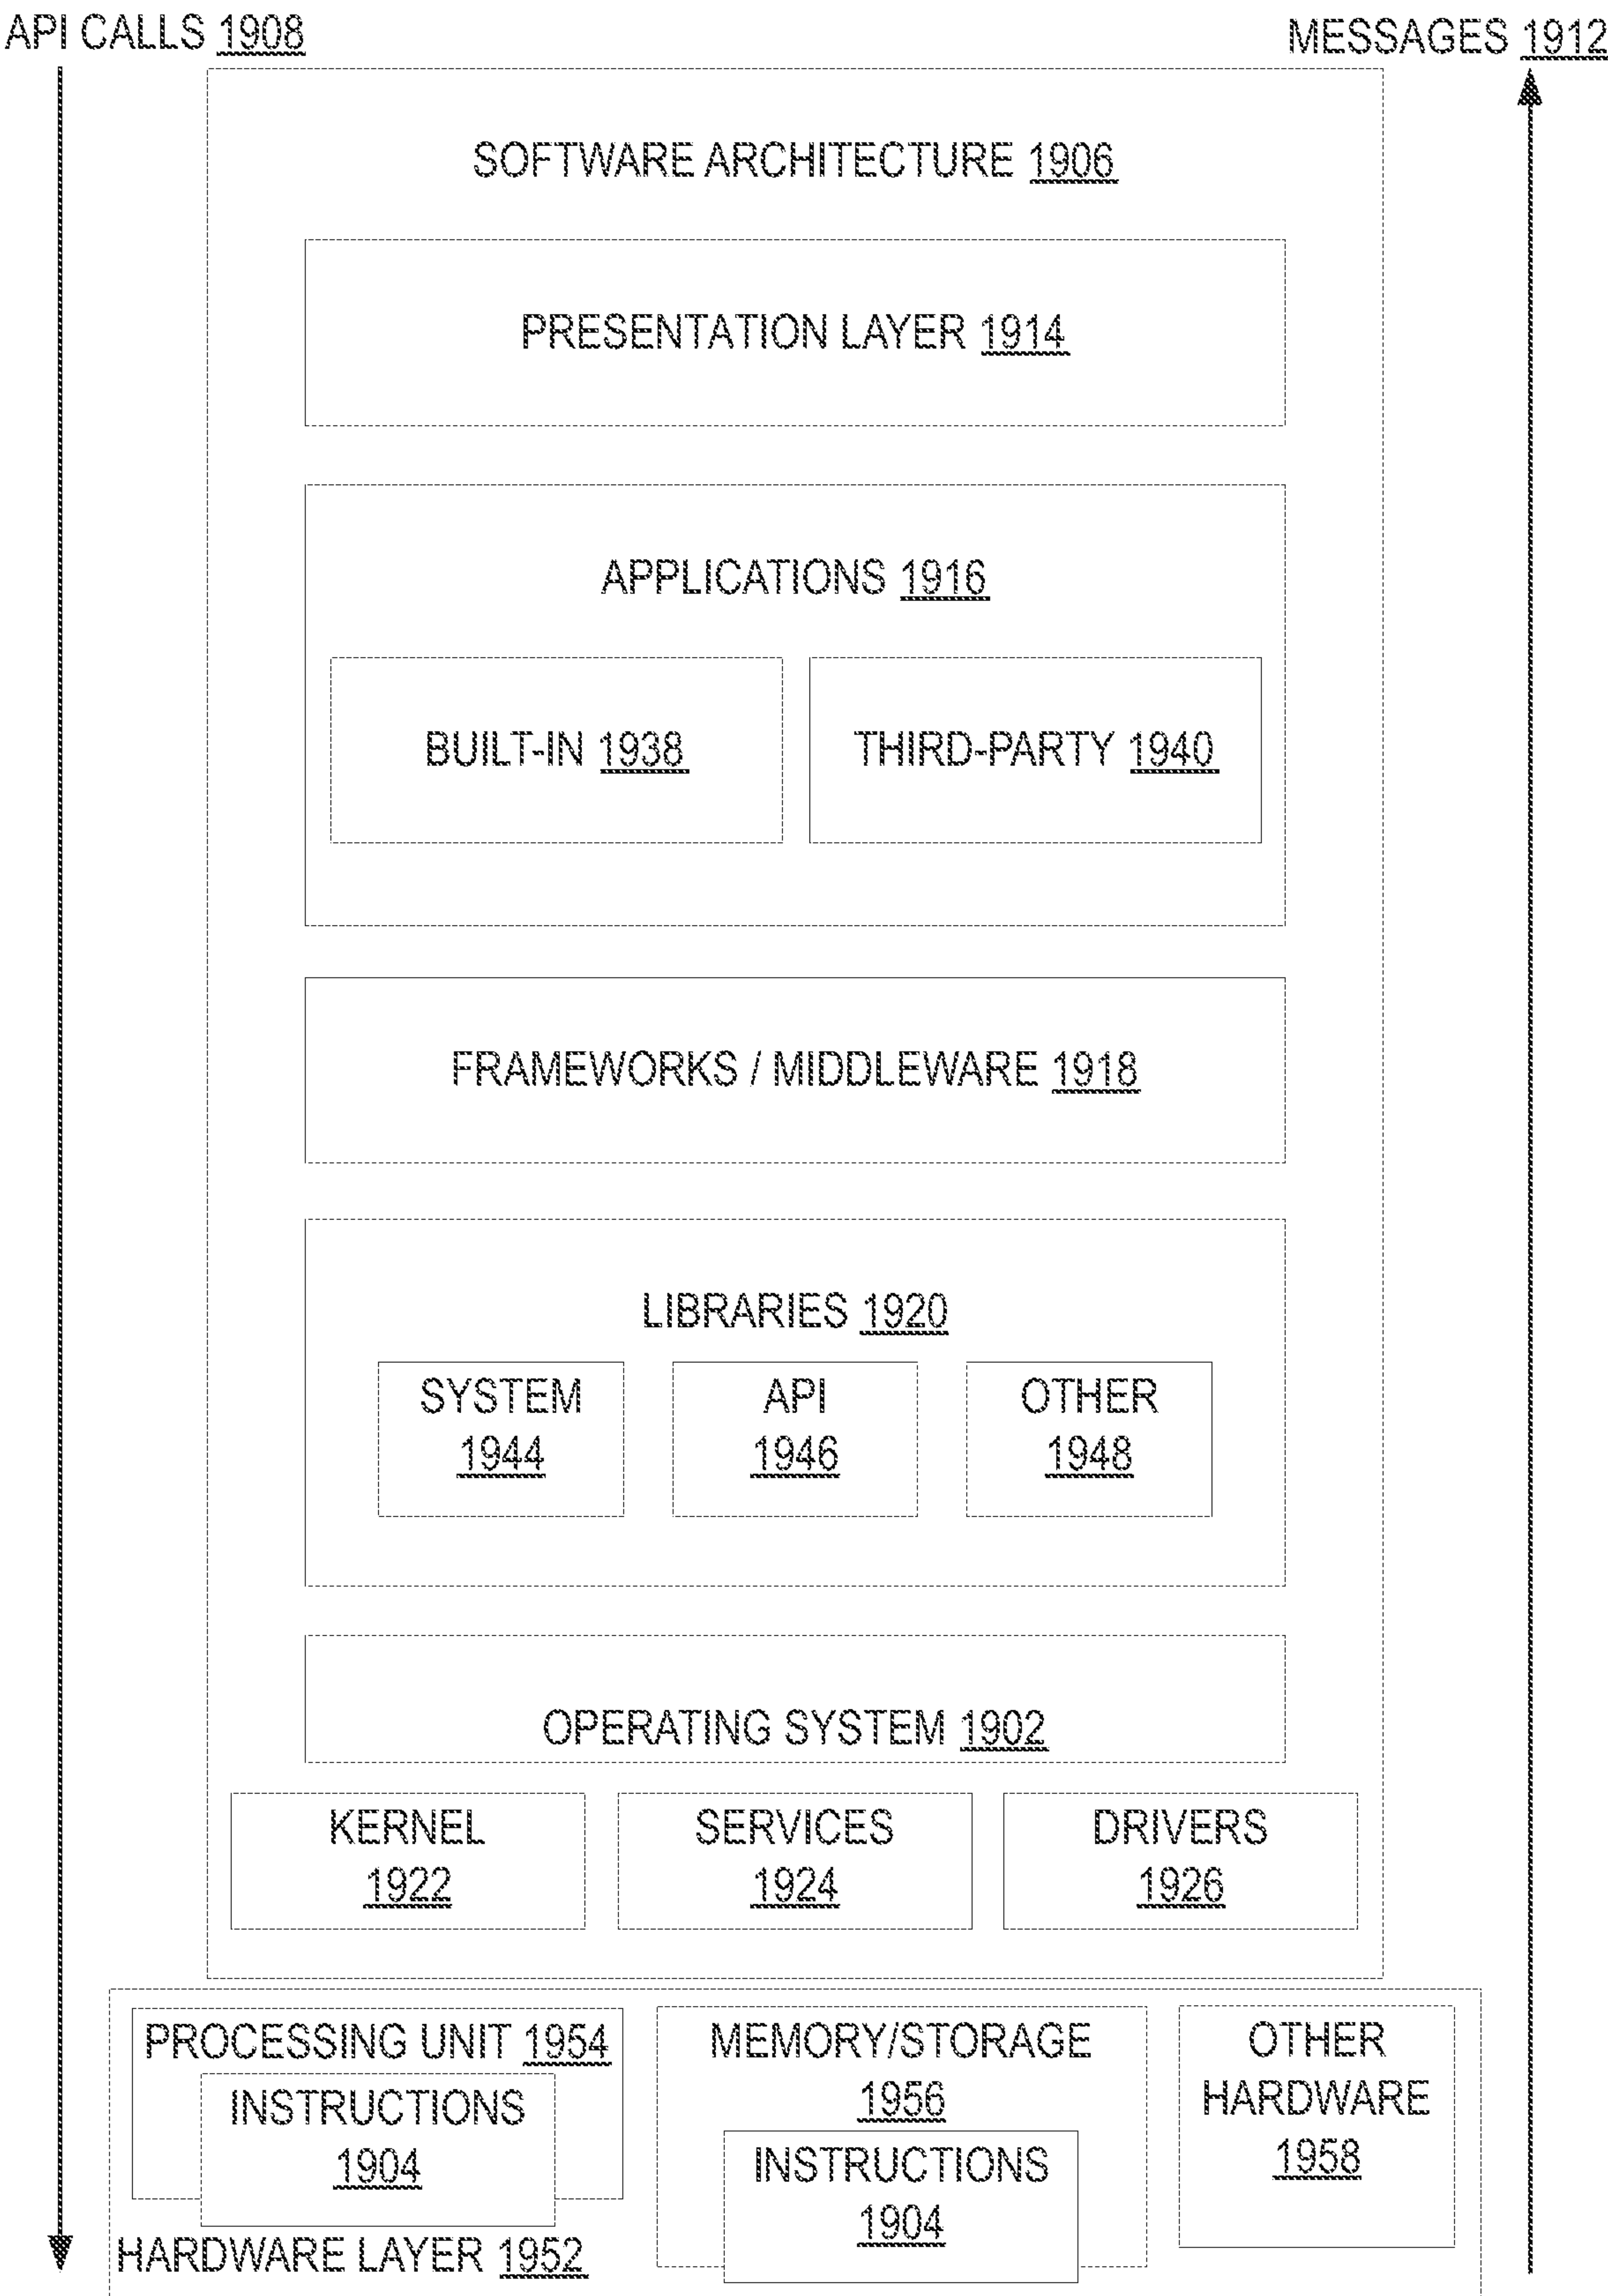 API CALLS 1908
MESSAGES 1912
SOFTWARE ARCHITECTURE 1906
PRESENTATION LAYER 1914
APPLICATIONS 1916
BUILT-IN 1938
THIRD-PARTY 1940
FRAMEWORKS / MIDDLEWARE 1918
LIBRARIES 1920
SYSTEM
1944
API
1946
OTHER
1948
OPERATING SYSTEM 1902
KERNEL
1922
SERVICES
1924
DRIVERS
1926
PROCESSING UNIT 1954
INSTRUCTIONS
1904
MEMORY/STORAGE
1956
INSTRUCTIONS
1904
OTHER
HARDWARE
1958
HARDWARE LAYER 1952